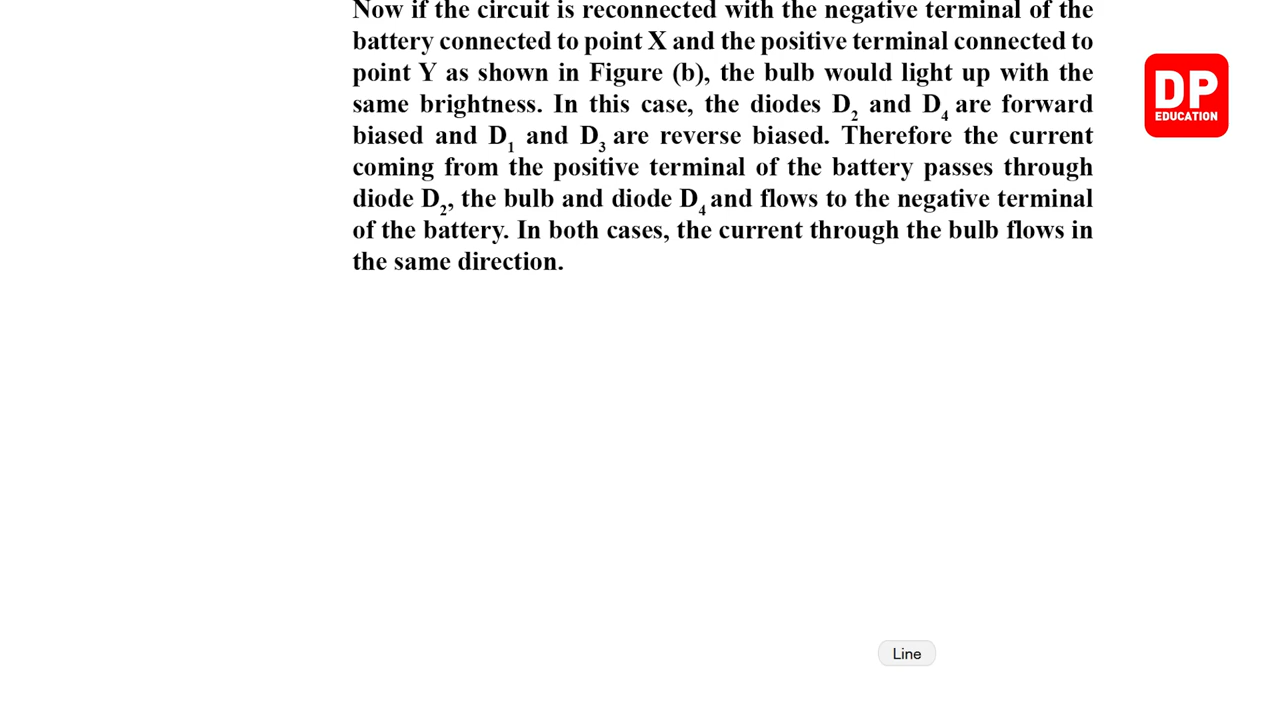 Now if the circuit is reconnected with the negative terminal of the
battery connected to point X and the positive terminal connected to
point Y as shown in Figure (b), the bulb would light up with the
same brightness. In this case, the diodes D₂ and D₄ are forward
biased and D₁ and D₃ are reverse biased. Therefore the current
coming from the positive terminal of the battery passes through
diode D₂, the bulb and diode D₄ and flows to the negative terminal
of the battery. In both cases, the current through the bulb flows in
the same direction.
DP
EDUCATION
Line